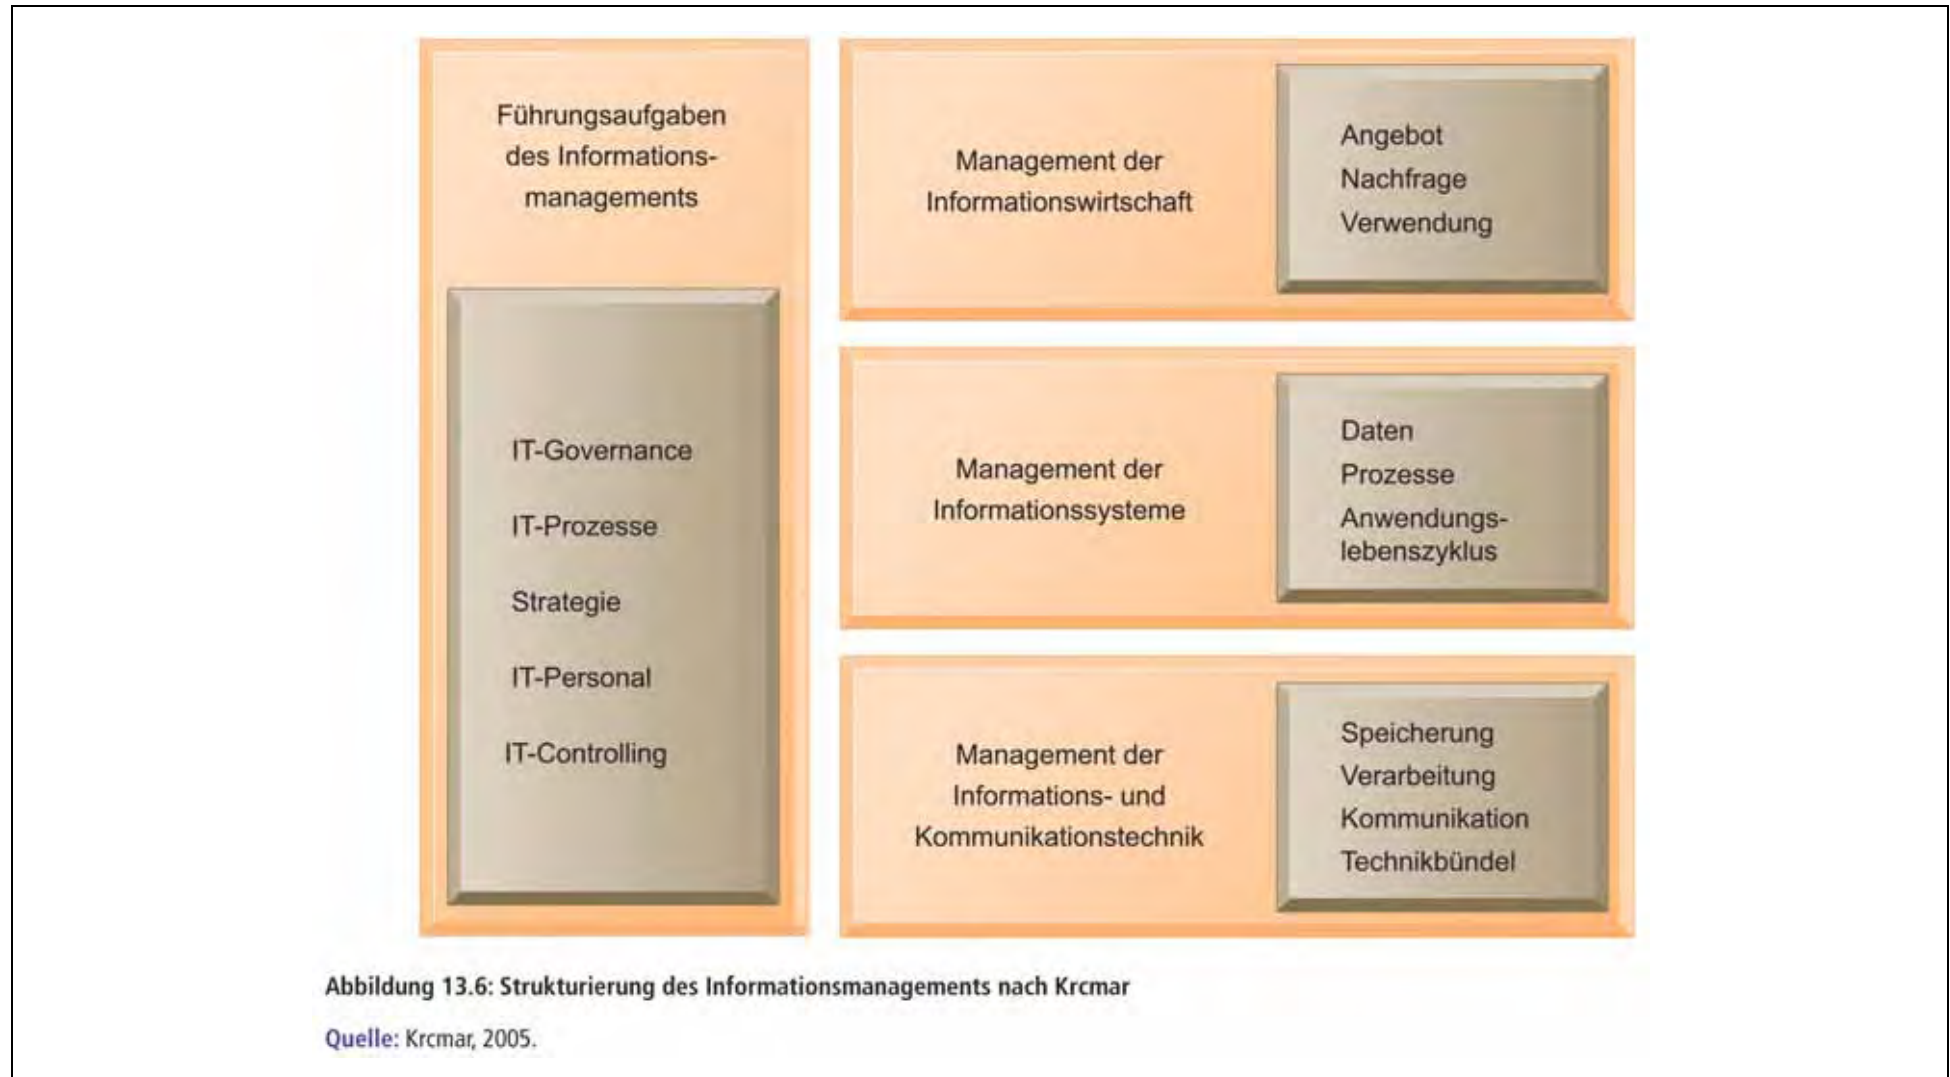 Führungsaufgaben
des Informations-
managements
IT-Governance
IT-Prozesse
Strategie
IT-Personal
IT-Controlling
Management der
Informationswirtschaft
Angebot
Nachfrage
Verwendung
Management der
Informationssysteme
Daten
Prozesse
Anwendungs-
lebenszyklus
Management der
Informations- und
Kommunikationstechnik
Speicherung
Verarbeitung
Kommunikation
Technikbündel
Abbildung 13.6: Strukturierung des Informationsmanagements nach Krcmar
Quelle: Krcmar, 2005.